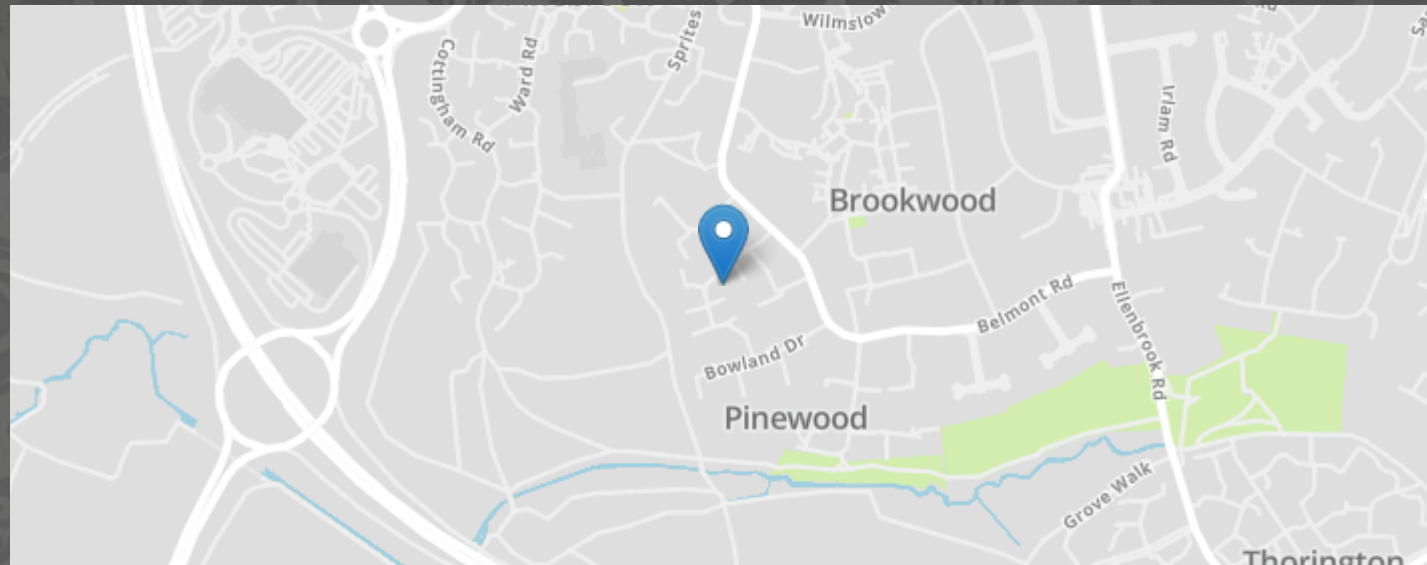 Wilmslow
Sprites
Ward Rd
Cottingham Rd
Irlam Rd
Brookwood
Belmont Rd
Ellenbrook Rd
Bowland Dr
Pinewood
Grove Walk
Thorington